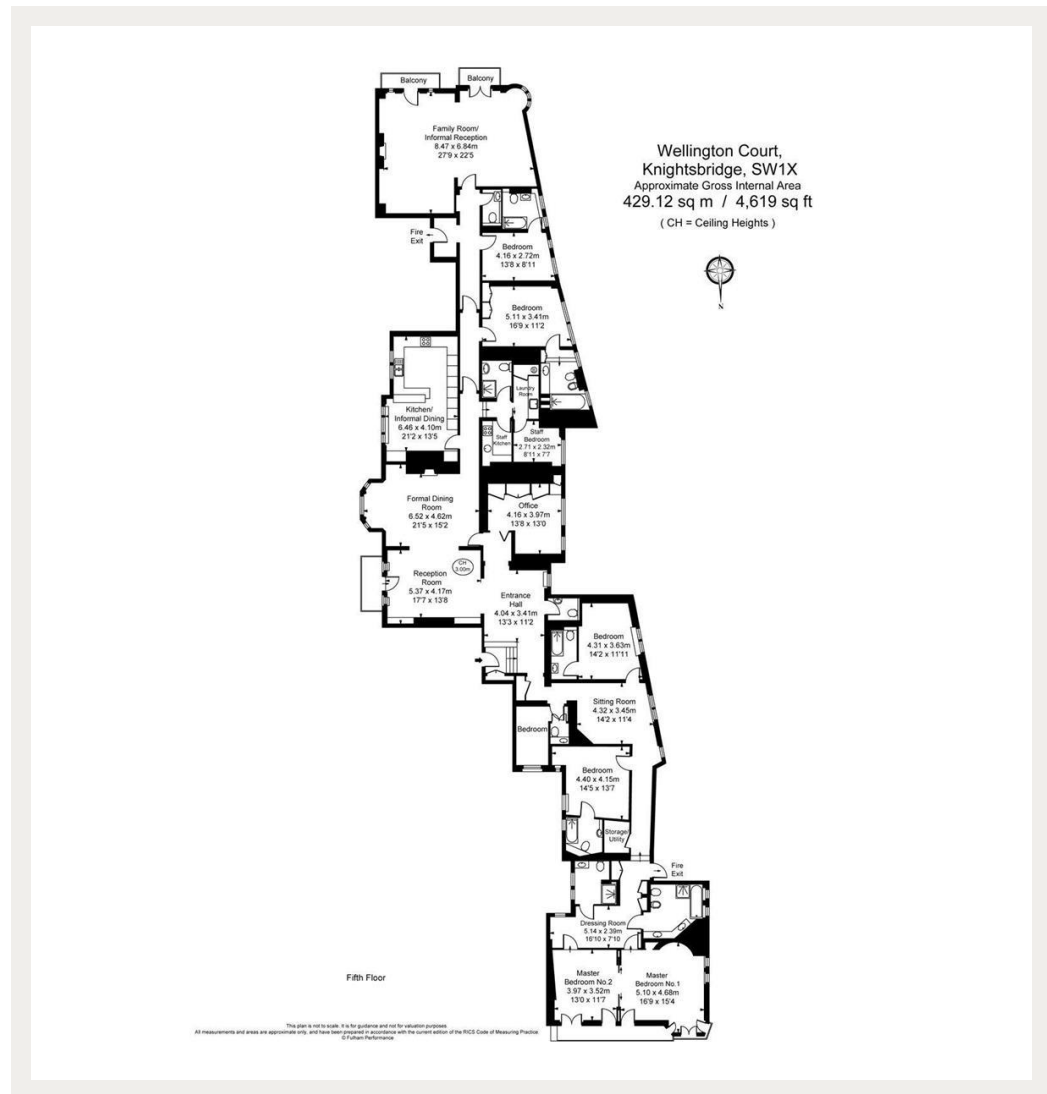 Balcony
Balcony
Family Room/
Informal Reception
8.47 x 6.84m
27'9 x 22'5
Wellington Court,
Knightsbridge, SW1X
Approximate Gross Internal Area
429.12 sq m / 4,619 sq ft
( CH = Ceiling Heights )
N
Fire
Exit
Bedroom
4.16 x 2.72m
13'8 x 8'11
Bedroom
5.11 x 3.41m
16'9 x 11'2
Kitchen/
Informal Dining
6.46 x 4.10m
21'2 x 13'5
Laundry
Room
Staff
Kitchen
Staff
Bedroom
2.71 x 2.32m
8'11 x 7'7
Formal Dining
Room
6.52 x 4.62m
21'5 x 15'2
Office
4.16 x 3.97m
13'8 x 13'0
CH
3.00m
Reception
Room
5.37 x 4.17m
17'7 x 13'8
Entrance
Hall
4.04 x 3.41m
13'3 x 11'2
Bedroom
4.31 x 3.63m
14'2 x 11'11
Sitting Room
4.32 x 3.45m
14'2 x 11'4
Bedroom
Bedroom
4.40 x 4.15m
14'5 x 13'7
Storage/
Utility
Fire
Exit
Dressing Room
5.14 x 2.39m
16'10 x 7'10
Master
Bedroom No.2
3.97 x 3.52m
13'0 x 11'7
Master
Bedroom No.1
5.10 x 4.68m
16'9 x 15'4
Fifth Floor
This plan is not to scale. It is for guidance and not for valuation purposes.
All measurements and areas are approximate only, and have been prepared in accordance with the current edition of the RICS Code of Measuring Practice
© Fulham Performance